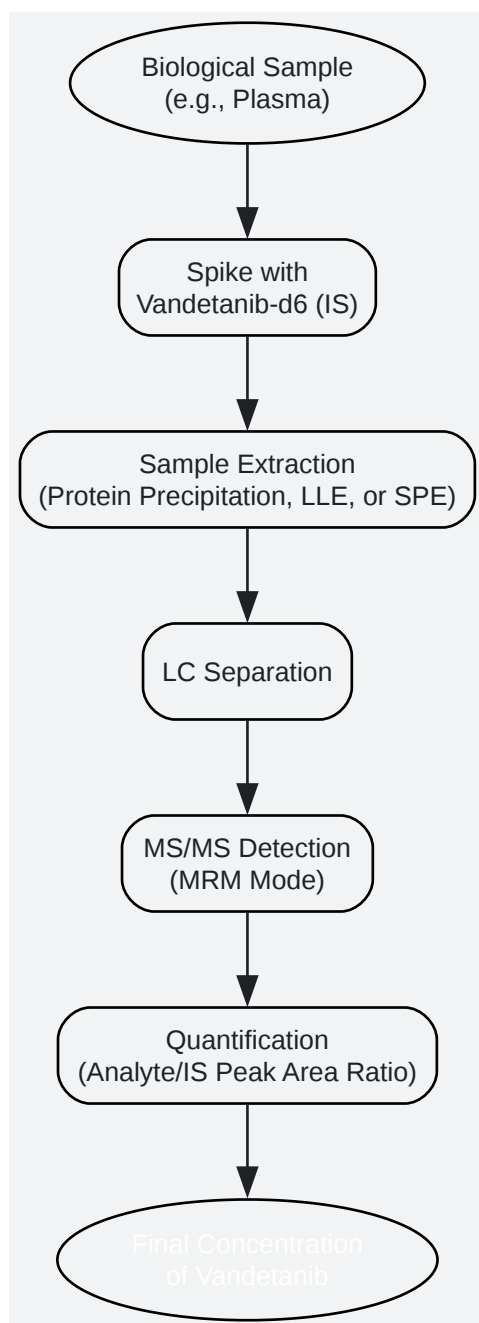 Biological Sample
(e.g., Plasma)
Spike with
Vandetanib-d6 (IS)
Sample Extraction
(Protein Precipitation, LLE, or SPE)
LC Separation
MS/MS Detection
(MRM Mode)
Quantification
(Analyte/IS Peak Area Ratio)
Final Concentration
of Vandetanib